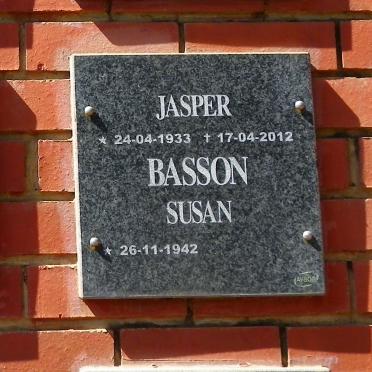 JASPER
★ 24-04-1933 † 17-04-2012
BASSON
SUSAN
★ 26-11-1942